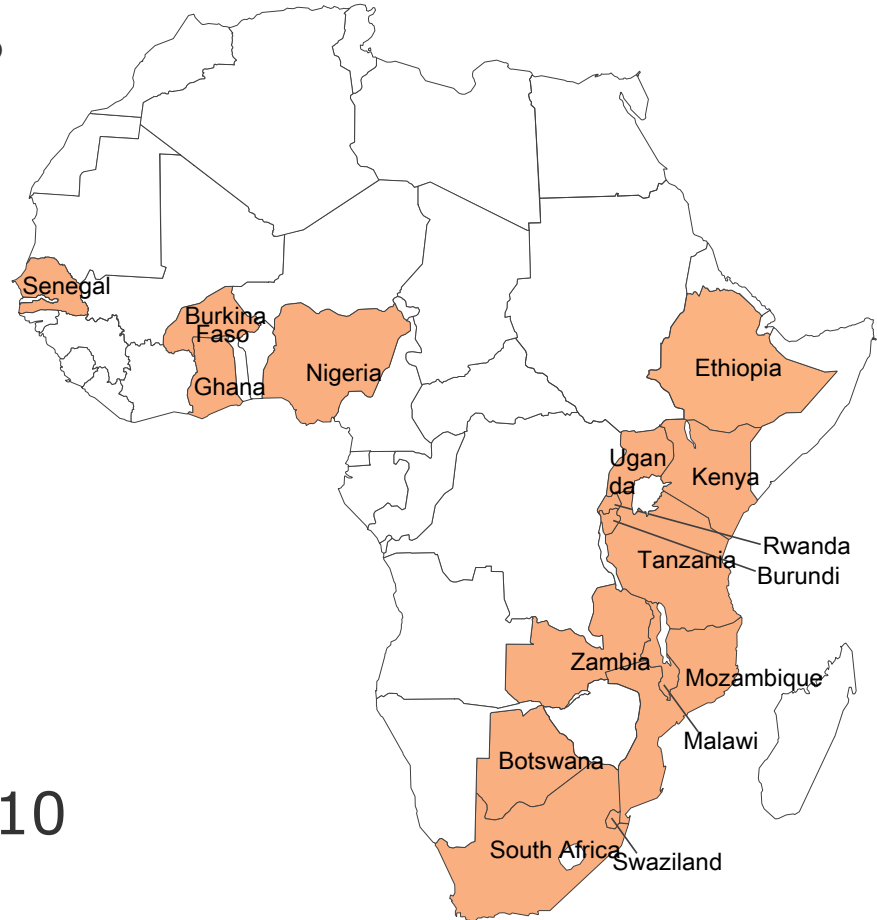 Senegal
Burkina
Faso
Ghana
Nigeria
Ethiopia
Ugan
da
Kenya
Rwanda
Burundi
Tanzania
Zambia
Mozambique
Malawi
Botswana
South Africa
Swaziland
10